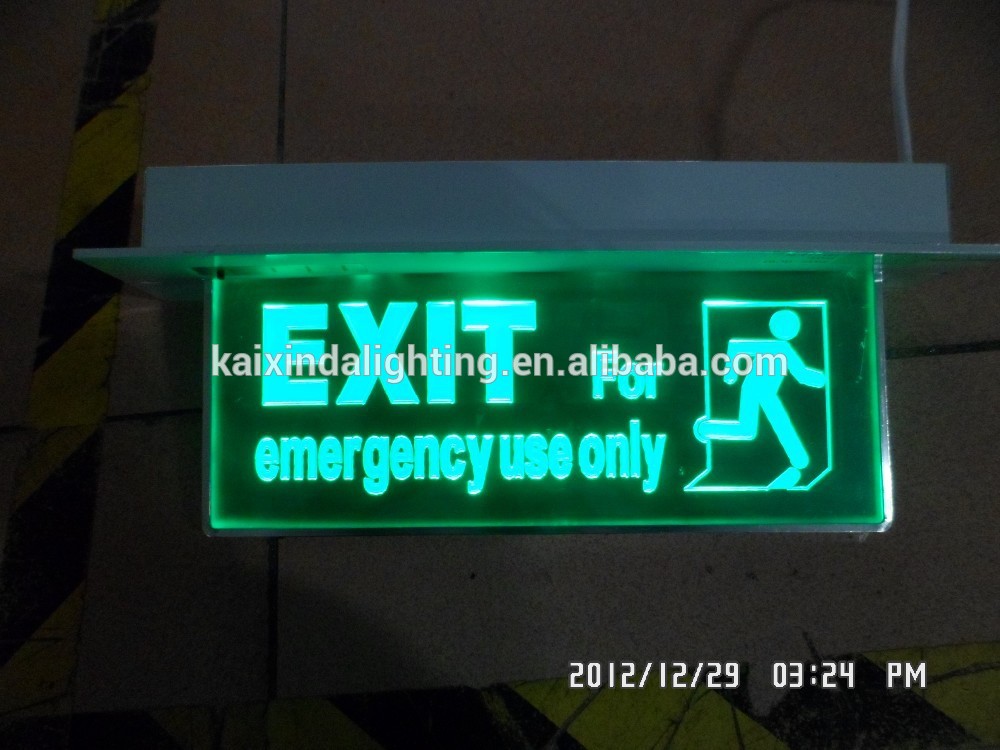 EXIT For
kaixindalighting.en.alibaba.com
emergency use only
2012/12/29 03:24 PM